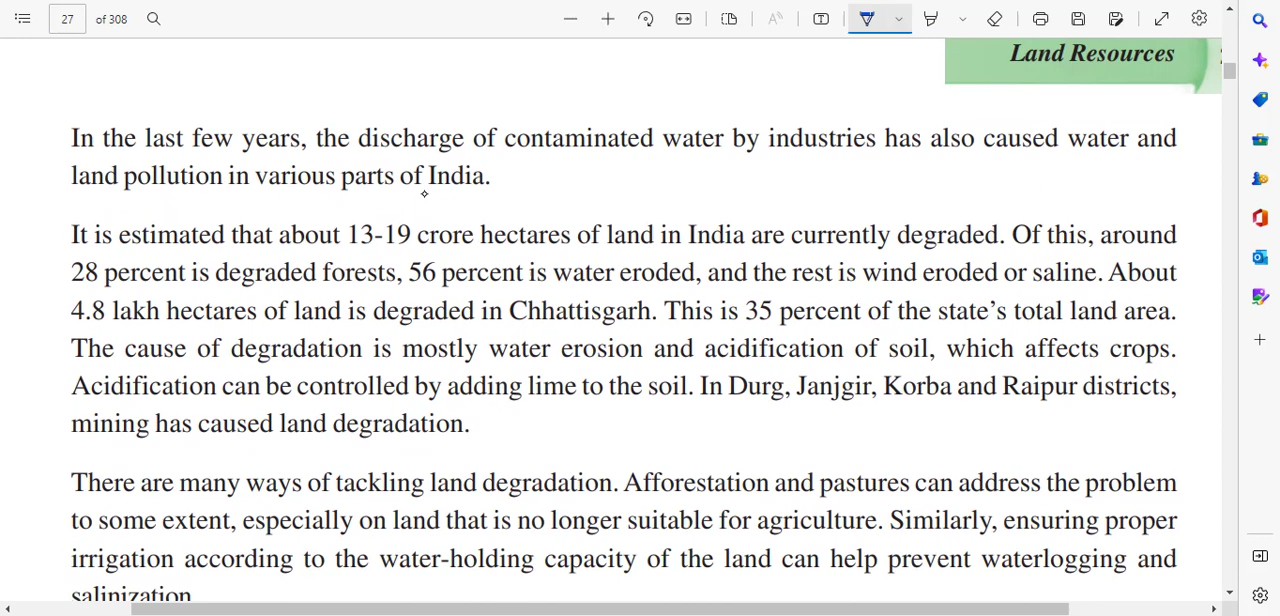 27
of 308
Land Resources
In the last few years, the discharge of contaminated water by industries has also caused water and
land pollution in various parts of India.
It is estimated that about 13-19 crore hectares of land in India are currently degraded. Of this, around
28 percent is degraded forests, 56 percent is water eroded, and the rest is wind eroded or saline. About
4.8 lakh hectares of land is degraded in Chhattisgarh. This is 35 percent of the state’s total land area.
The cause of degradation is mostly water erosion and acidification of soil, which affects crops.
Acidification can be controlled by adding lime to the soil. In Durg, Janjgir, Korba and Raipur districts,
mining has caused land degradation.
There are many ways of tackling land degradation. Afforestation and pastures can address the problem
to some extent, especially on land that is no longer suitable for agriculture. Similarly, ensuring proper
irrigation according to the water-holding capacity of the land can help prevent waterlogging and
salinization